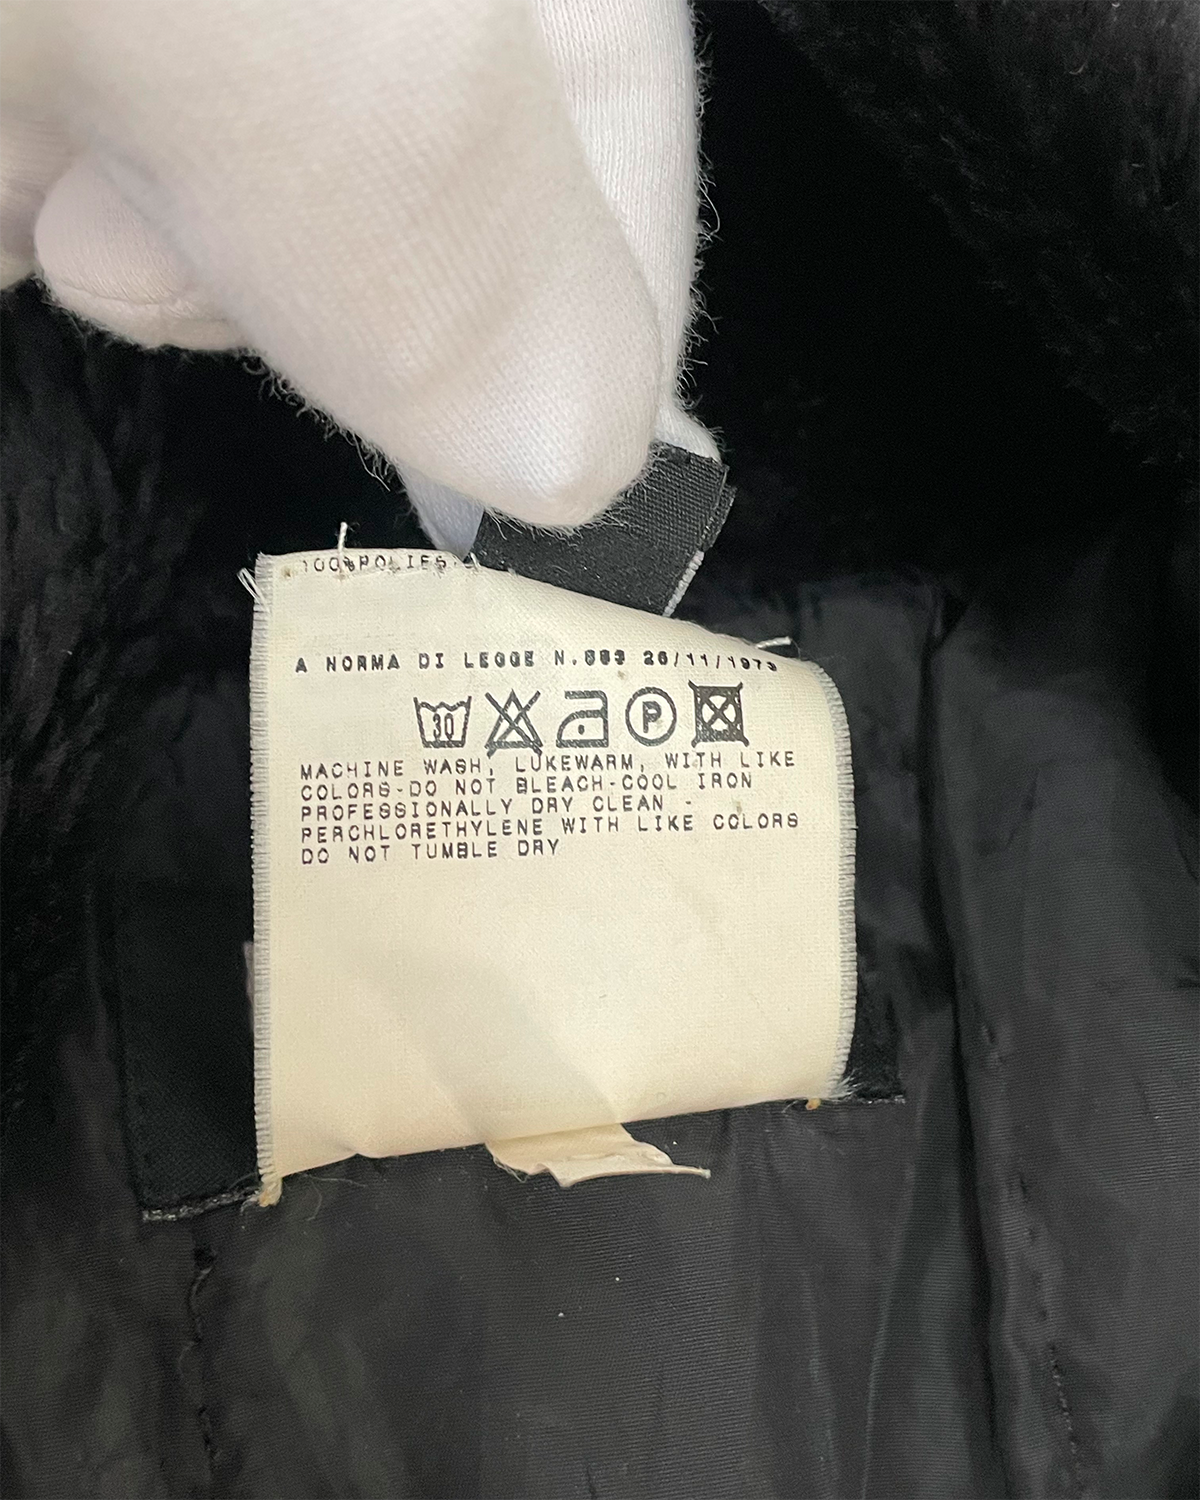 100%POLIES
A NORMA DI LEGGE N.883 26/11/1973
30 P
MACHINE WASH, LUKEWARM, WITH LIKE
COLORS-DO NOT BLEACH-COOL IRON
PROFESSIONALLY DRY CLEAN -
PERCHLORETHYLENE WITH LIKE COLORS
DO NOT TUMBLE DRY